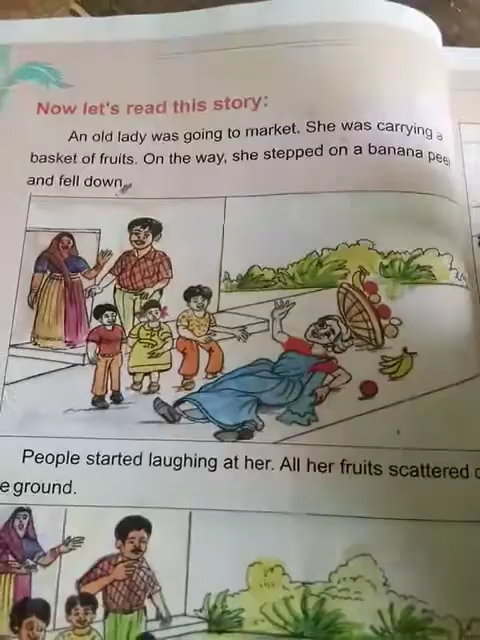 Now let's read this story:
An old lady was going to market. She was carrying a
basket of fruits. On the way, she stepped on a banana pee
and fell down.
People started laughing at her. All her fruits scattered o
e ground.